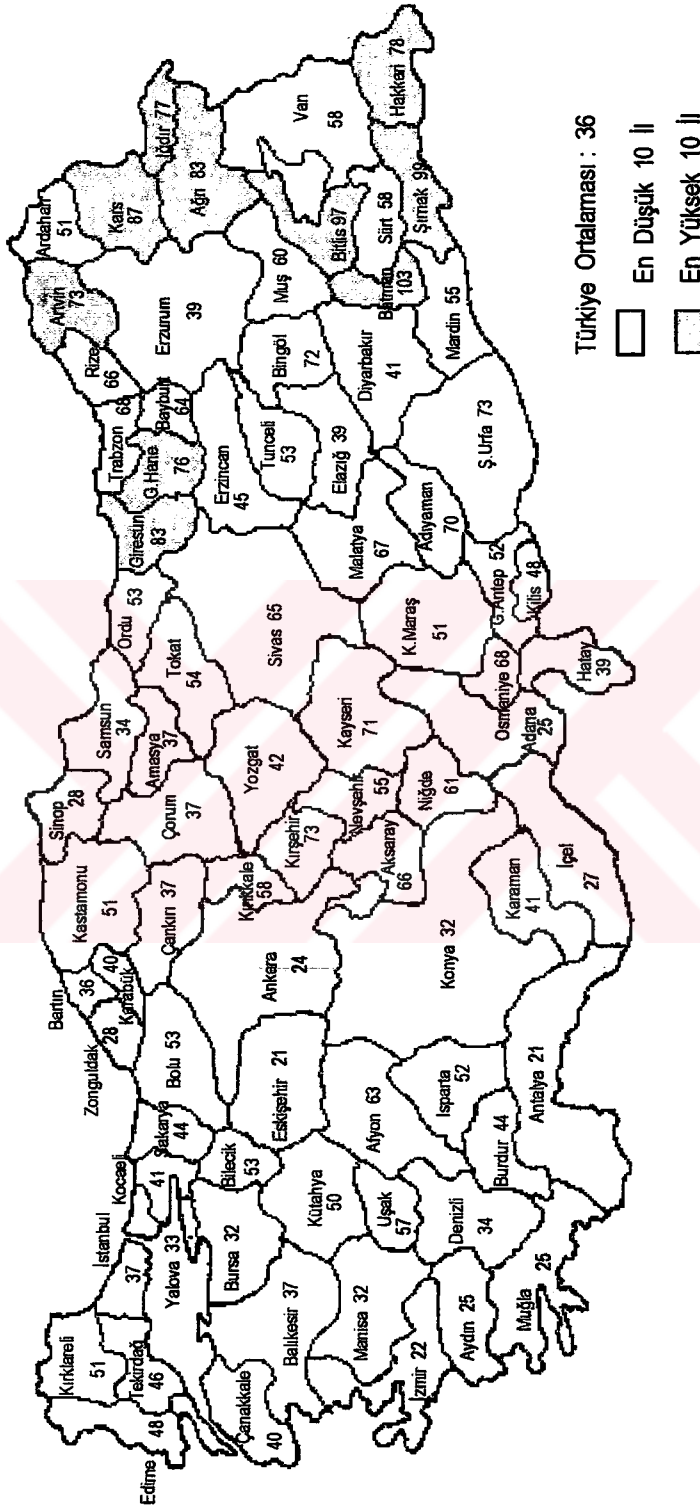 Edirne
48
Kırklareli
51
Tekirdağ
46
İstanbul
37
Kocaeli
41
Yalova 33
Sakarya
44
Bolu 53
Zonguldak
28
Bartın
36
Karabük
40
Kastamonu
51
Sinop
28
Çankırı 37
Çorum
37
Samsun
34
Amasya
37
Ordu
53
Tokat
54
Giresun
83
G.Hane
76
Trabzon
68
Bayburt
64
Rize
66
Artvin
73
Ardahan
51
Kars
87
Iğdır 77
Ağrı 83
Erzurum
39
Çanakkale
40
Balıkesir 37
Bursa 32
Bilecik
53
Eskişehir 21
Kütahya
50
Ankara
24
Kırıkkale
58
Kırşehir
73
Yozgat
42
Sivas 65
Erzincan
45
Tunceli
53
Bingöl
72
Muş 60
Bitlis 97
Van
58
Hakkari 78
Şırnak 99
Siirt 58
Batman
103
Mardin 55
Diyarbakır
41
Elazığ 39
Malatya
67
Adıyaman
70
Ş.Urfa 73
K.Maraş
51
G.Antep 52
Kilis 48
Osmaniye 68
Hatay
39
Adana
25
Kayseri
71
Nevşehir
55
Niğde
61
Aksaray
66
Konya 32
Karaman
41
İçel
27
Afyon 63
Isparta
52
Burdur 44
Antalya 21
Uşak
57
Denizli
34
Manisa
32
İzmir 22
Aydın 25
Muğla
25
Türkiye Ortalaması : 36
En Düşük 10 İl
En Yüksek 10 İl